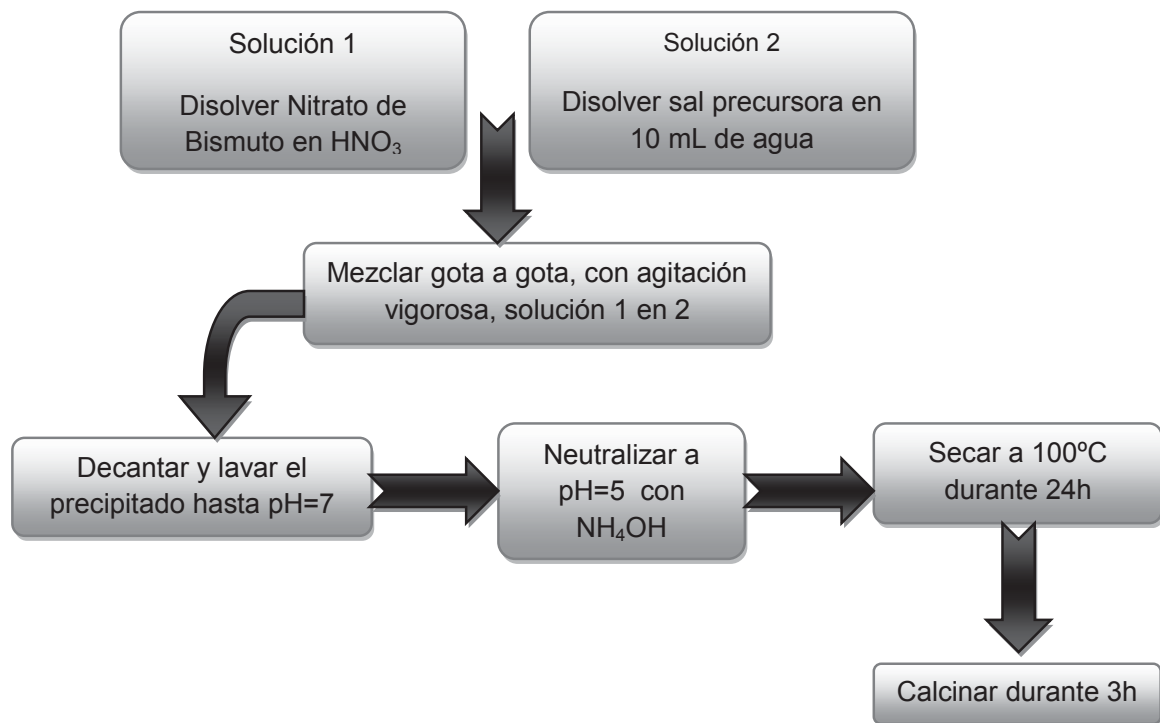 Solución 1
Disolver Nitrato de
Bismuto en HNO₃
Solución 2
Disolver sal precursora en
10 mL de agua
Mezclar gota a gota, con agitación
vigorosa, solución 1 en 2
Decantar y lavar el
precipitado hasta pH=7
Neutralizar a
pH=5 con
NH₄OH
Secar a 100ºC
durante 24h
Calcinar durante 3h